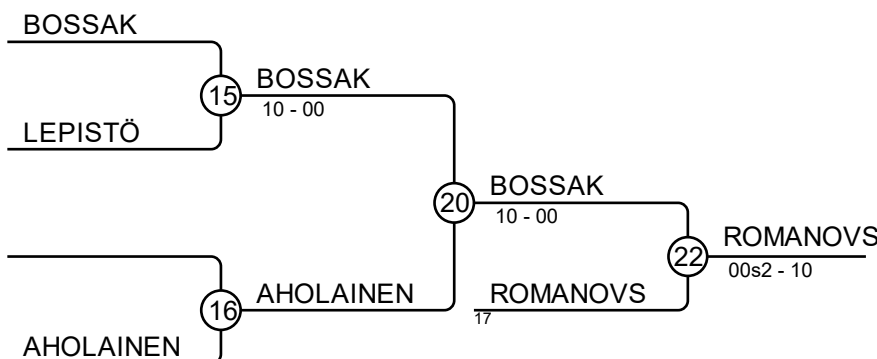 BOSSAK
15
BOSSAK
10 - 00
LEPISTÖ
20
BOSSAK
10 - 00
22
ROMANOVS
00s2 - 10
16
AHOLAINEN
ROMANOVS
17
AHOLAINEN